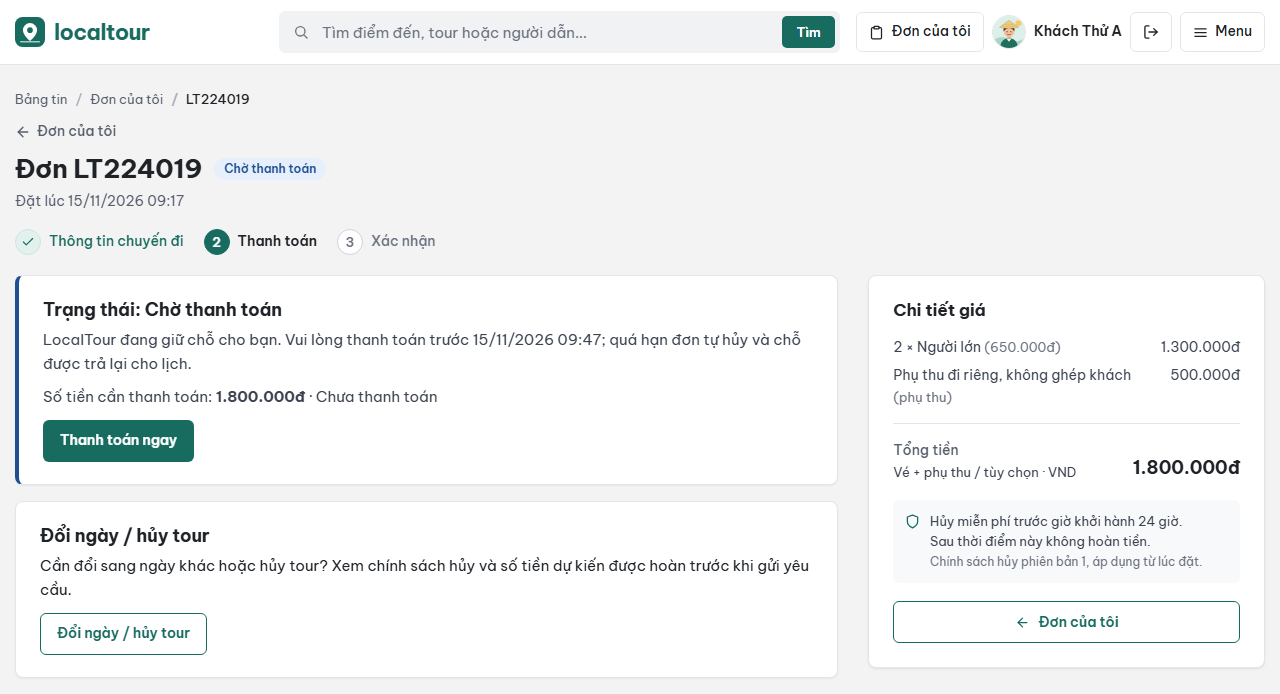 localtour
Tìm điểm đến, tour hoặc người dẫn...
Tìm
Đơn của tôi
Khách Thử A
Menu
Bảng tin / Đơn của tôi / LT224019
← Đơn của tôi
Đơn LT224019
Chờ thanh toán
Đặt lúc 15/11/2026 09:17
Thông tin chuyến đi
2 Thanh toán
3 Xác nhận
Trạng thái: Chờ thanh toán
LocalTour đang giữ chỗ cho bạn. Vui lòng thanh toán trước 15/11/2026 09:47; quá hạn đơn tự hủy và chỗ
được trả lại cho lịch.
Số tiền cần thanh toán: 1.800.000đ · Chưa thanh toán
Thanh toán ngay
Đổi ngày / hủy tour
Cần đổi sang ngày khác hoặc hủy tour? Xem chính sách hủy và số tiền dự kiến được hoàn trước khi gửi yêu
cầu.
Đổi ngày / hủy tour
Chi tiết giá
2 × Người lớn (650.000đ) 1.300.000đ
Phụ thu đi riêng, không ghép khách 500.000đ
(phụ thu)
Tổng tiền
Vé + phụ thu / tùy chọn · VND 1.800.000đ
Hủy miễn phí trước giờ khởi hành 24 giờ.
Sau thời điểm này không hoàn tiền.
Chính sách hủy phiên bản 1, áp dụng từ lúc đặt.
← Đơn của tôi